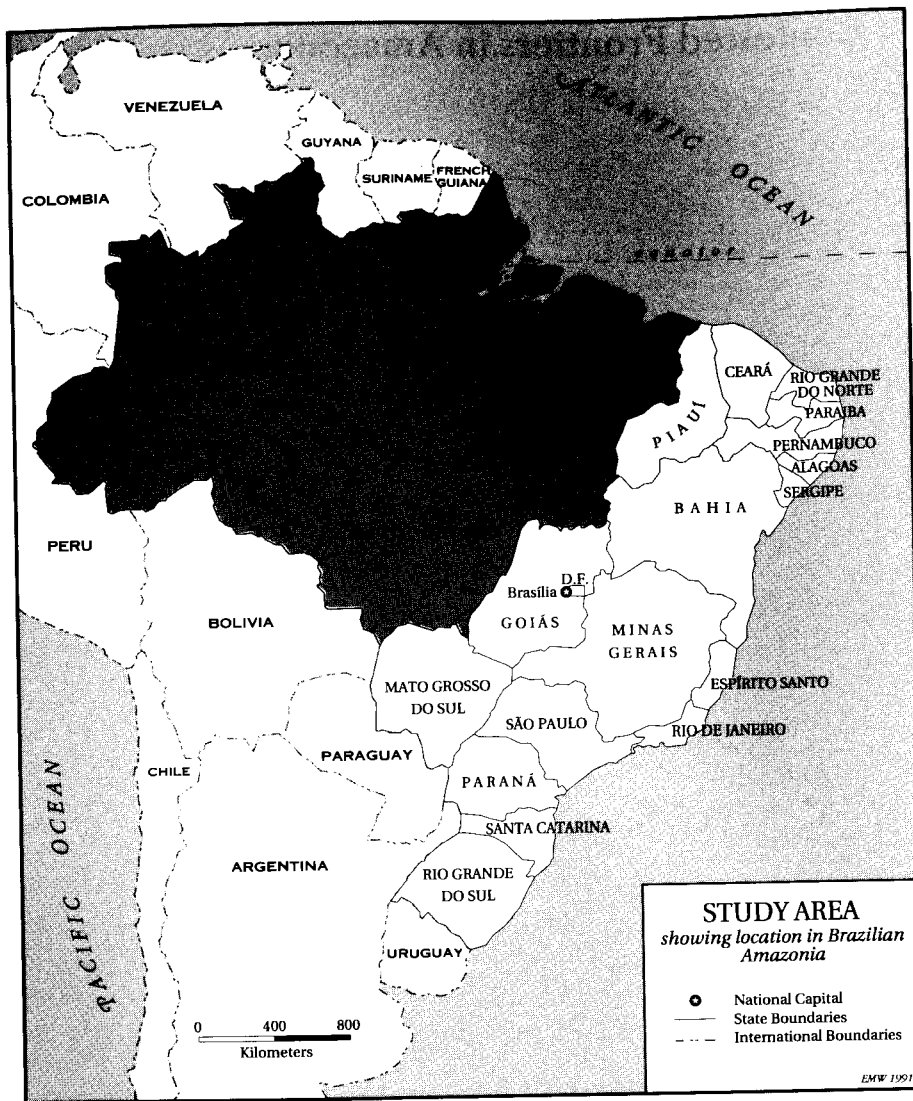 ATLANTIC OCEAN
VENEZUELA
GUYANA
SURINAME
FRENCH
GUIANA
COLOMBIA
CEARÁ
RIO GRANDE
DO NORTE
PARAIBA
PIAUÍ
PERNAMBUCO
ALAGOAS
SERGIPE
BAHIA
PERU
D.F.
Brasília
GOIÁS
BOLIVIA
MINAS
GERAIS
MATO GROSSO
DO SUL
ESPÍRITO SANTO
SÃO PAULO
RIO DE JANEIRO
PARAGUAY
CHILE
PARANÁ
PACIFIC OCEAN
SANTA CATARINA
ARGENTINA
RIO GRANDE
DO SUL
URUGUAY
0 400 800
Kilometers
STUDY AREA
showing location in Brazilian
Amazonia
National Capital
State Boundaries
International Boundaries
EMW 1991